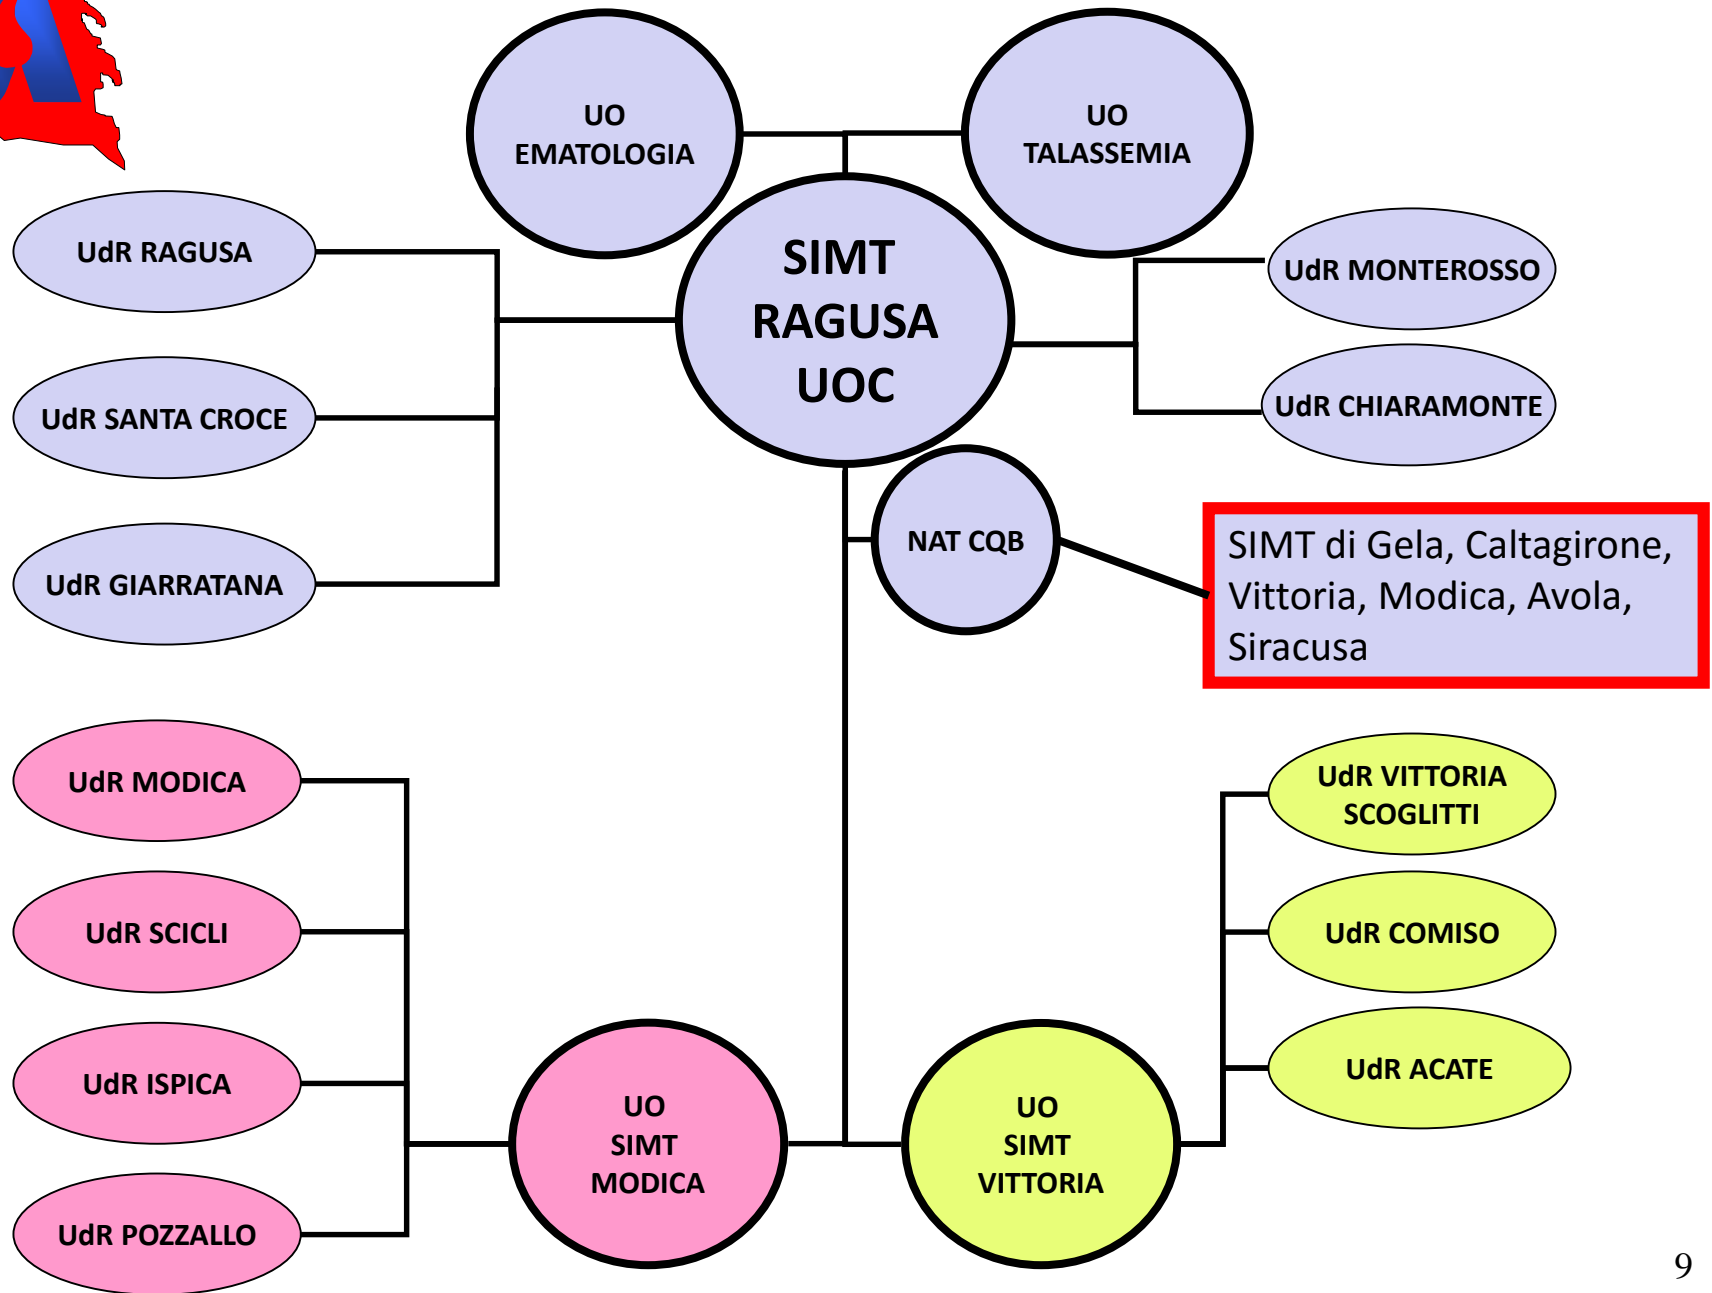 UO
EMATOLOGIA
UO
TALASSEMIA
SIMT
RAGUSA
UOC
UdR RAGUSA
UdR SANTA CROCE
UdR GIARRATANA
UdR MONTEROSSO
UdR CHIARAMONTE
NAT CQB
SIMT di Gela, Caltagirone,
Vittoria, Modica, Avola,
Siracusa
UdR MODICA
UdR SCICLI
UdR ISPICA
UdR POZZALLO
UO
SIMT
MODICA
UO
SIMT
VITTORIA
UdR VITTORIA
SCOGLITTI
UdR COMISO
UdR ACATE
9